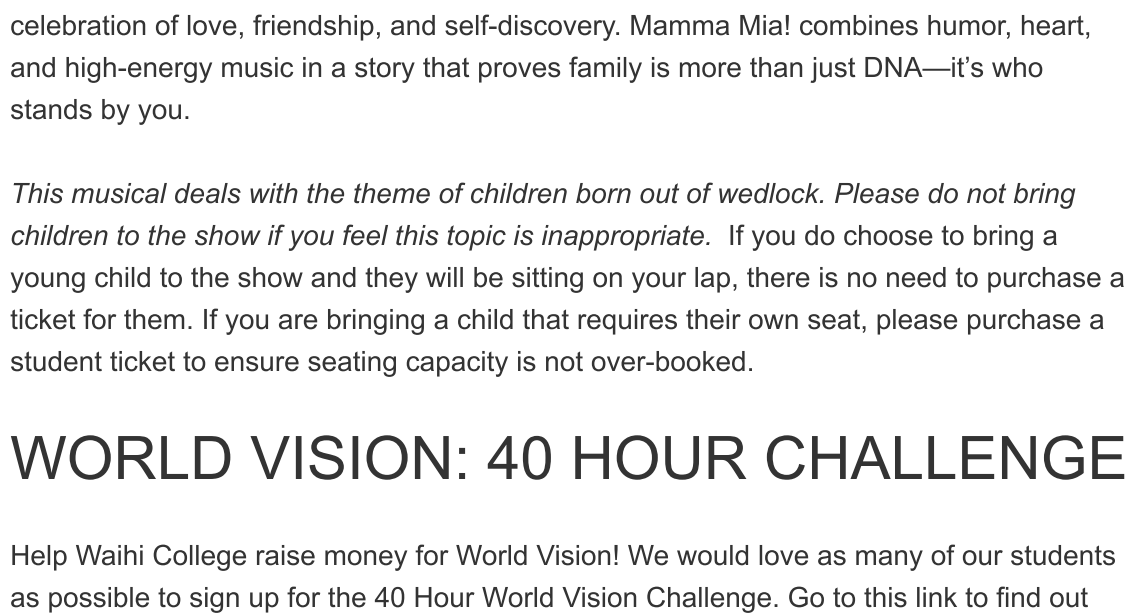 celebration of love, friendship, and self-discovery. Mamma Mia! combines humor, heart,
and high-energy music in a story that proves family is more than just DNA—it’s who
stands by you.
This musical deals with the theme of children born out of wedlock. Please do not bring
children to the show if you feel this topic is inappropriate.  If you do choose to bring a
young child to the show and they will be sitting on your lap, there is no need to purchase a
ticket for them. If you are bringing a child that requires their own seat, please purchase a
student ticket to ensure seating capacity is not over-booked.
WORLD VISION: 40 HOUR CHALLENGE
Help Waihi College raise money for World Vision! We would love as many of our students
as possible to sign up for the 40 Hour World Vision Challenge. Go to this link to find out